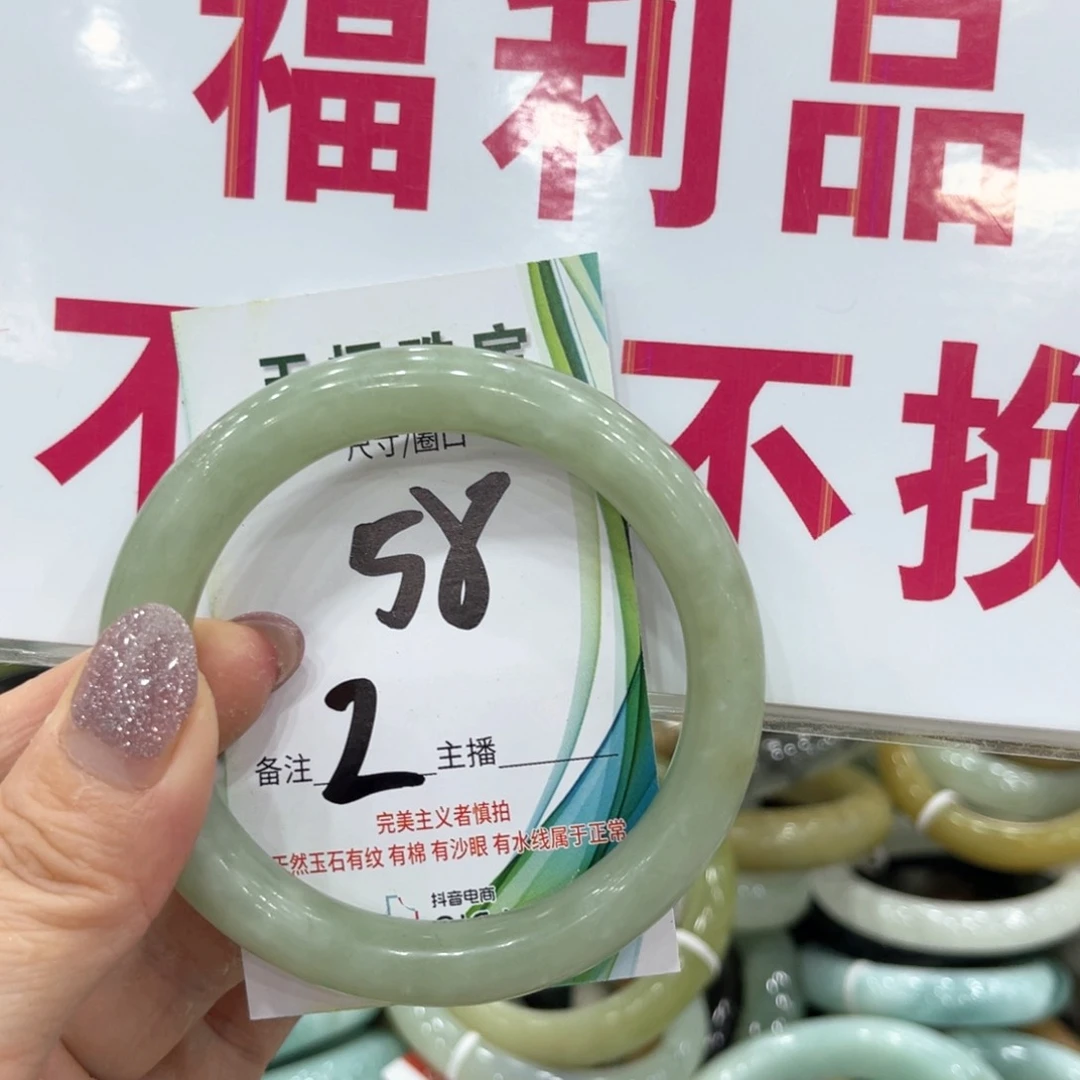 福利品
不 不换
尺寸/圈口
58
备注 2 主播
完美主义者慎拍
天然玉石有纹 有棉 有沙眼 有水线属于正常
抖音电商